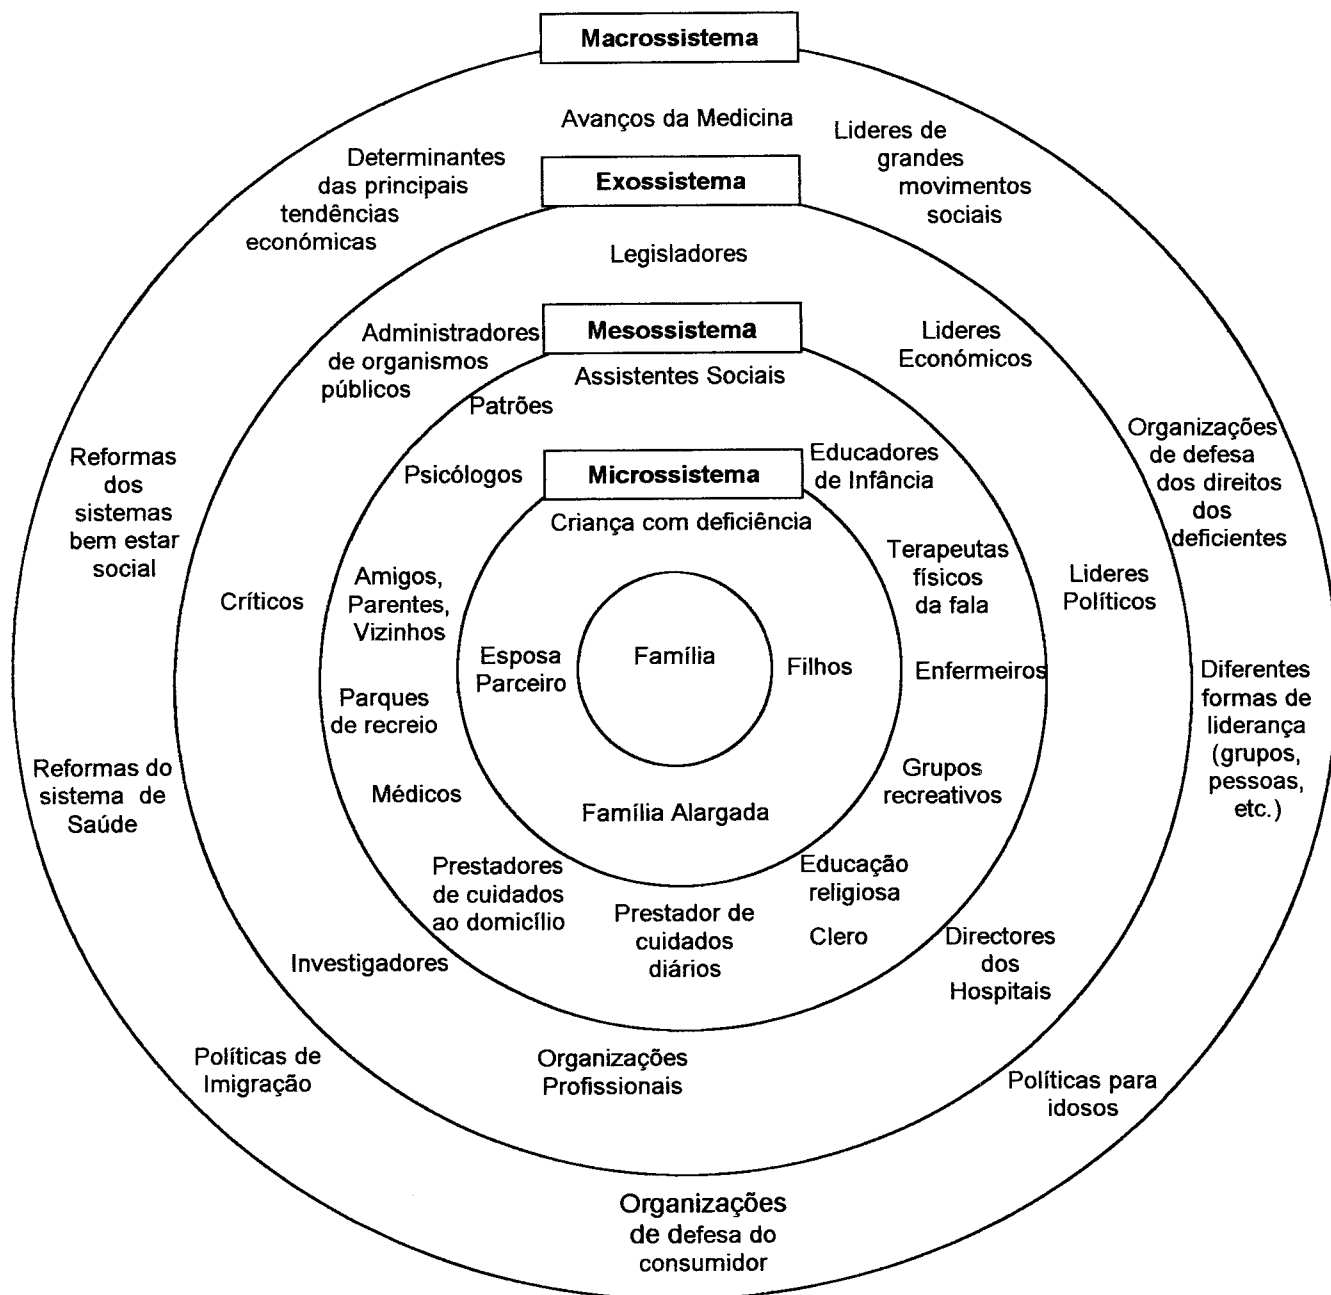 Macrossistema
Avanços da Medicina
Lideres de
grandes
movimentos
sociais
Determinantes
das principais
tendências
económicas
Exossistema
Legisladores
Administradores
de organismos
públicos
Mesossistema
Lideres
Económicos
Assistentes Sociais
Patrões
Organizações
de defesa
dos direitos
dos
deficientes
Reformas
dos
sistemas
bem estar
social
Psicólogos
Microssistema
Educadores
de Infância
Criança com deficiência
Terapeutas
físicos
da fala
Lideres
Políticos
Críticos
Amigos,
Parentes,
Vizinhos
Esposa
Parceiro
Família
Filhos
Enfermeiros
Diferentes
formas de
liderança
(grupos,
pessoas,
etc.)
Parques
de recreio
Reformas do
sistema de
Saúde
Médicos
Família Alargada
Grupos
recreativos
Prestadores
de cuidados
ao domicílio
Prestador de
cuidados
diários
Educação
religiosa
Clero
Directores
dos
Hospitais
Investigadores
Políticas de
Imigração
Organizações
Profissionais
Políticas para
idosos
Organizações
de defesa do
consumidor